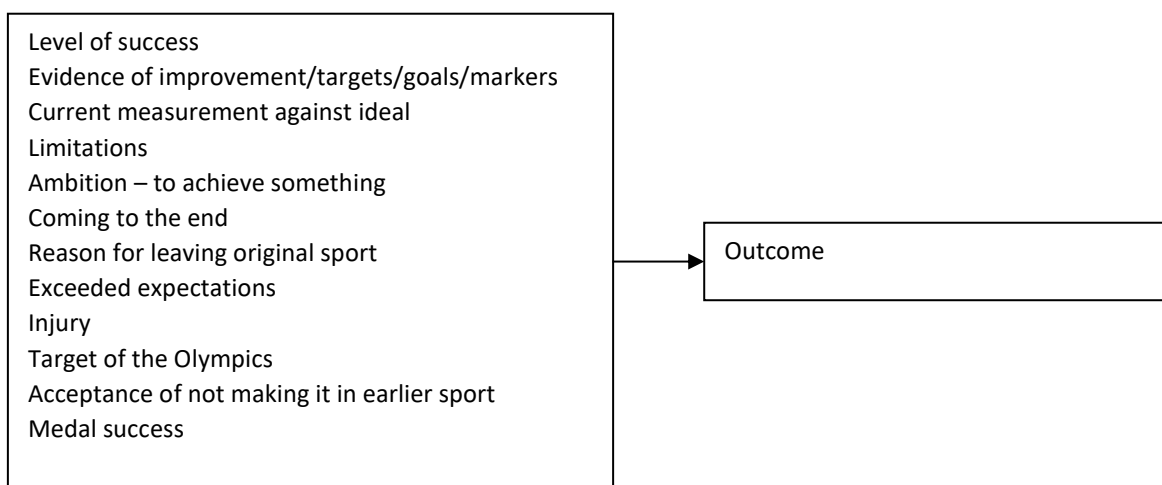 Level of success
Evidence of improvement/targets/goals/markers
Current measurement against ideal
Limitations
Ambition – to achieve something
Coming to the end
Reason for leaving original sport
Exceeded expectations
Injury
Target of the Olympics
Acceptance of not making it in earlier sport
Medal success
Outcome